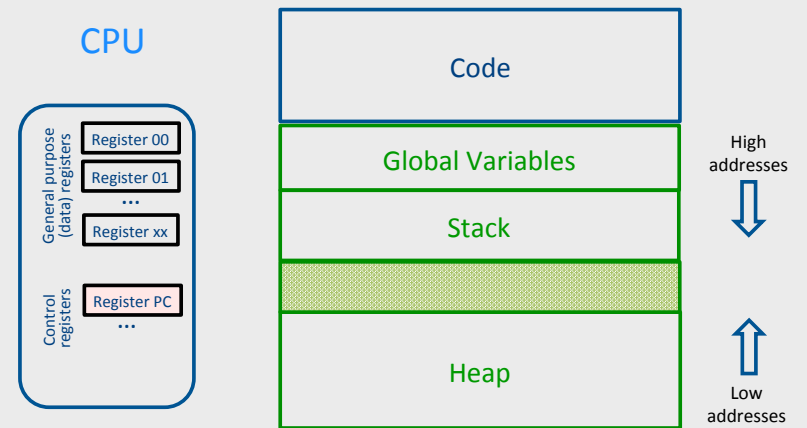 CPU
General purpose
(data) registers
Register 00
Register 01
...
Register xx
Control
registers
Register PC
...
Code
Global Variables
Stack
Heap
High
addresses
Low
addresses